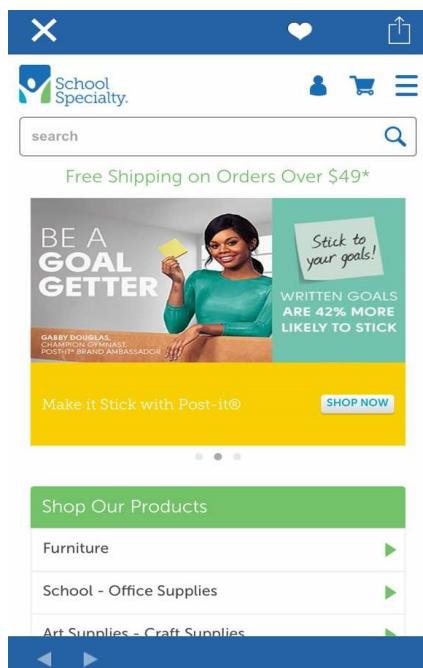 School
Specialty.
search
Free Shipping on Orders Over $49*
BE A
GOAL
GETTER
GABBY DOUGLAS,
CHAMPION GYMNAST,
POST-IT® BRAND AMBASSADOR
Stick to
your goals!
WRITTEN GOALS
ARE 42% MORE
LIKELY TO STICK
Make it Stick with Post-it®
SHOP NOW
Shop Our Products
Furniture
School - Office Supplies
Art Supplies - Craft Supplies